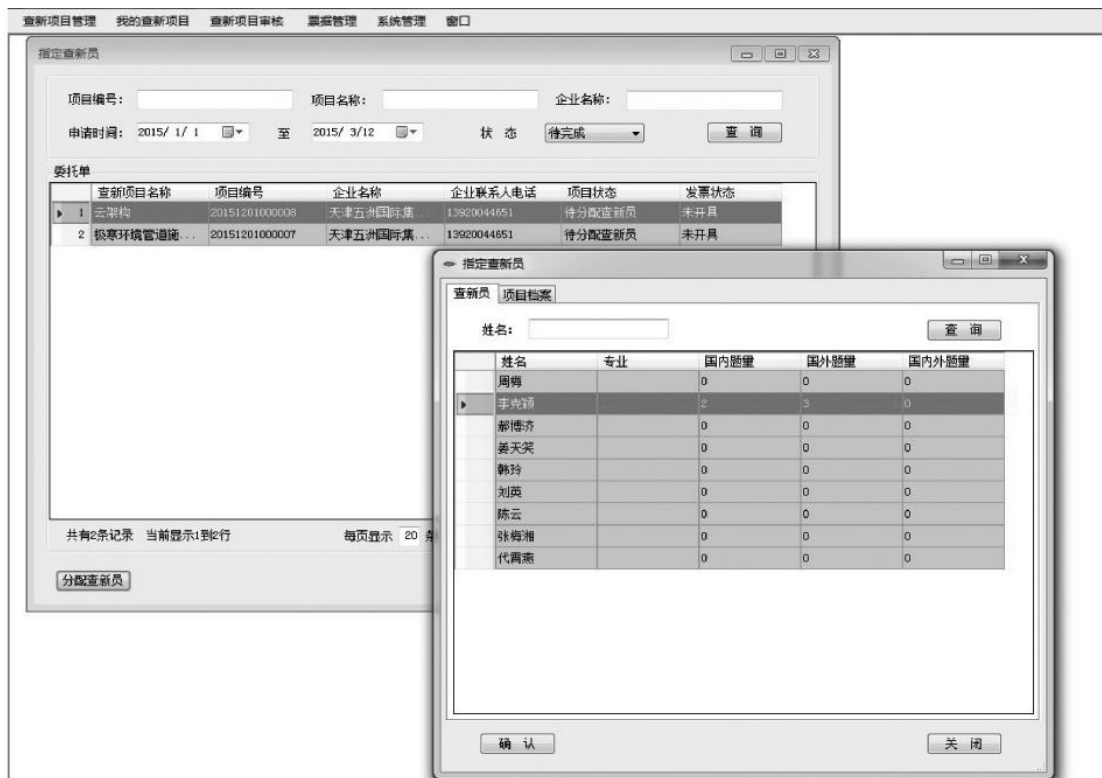 查新项目管理 我的查新项目 查新项目审核 票据管理 系统管理 窗口
指定查新员
项目编号: 项目名称: 企业名称:
申请时间: 2015/ 1/ 1 至 2015/ 3/12 状 态 待完成 查 询
委托单
查新项目名称 项目编号 企业名称 企业联系人电话 项目状态 发票状态
1 云架构 20151201000008 天津五洲国际集... 13920044651 待分配查新员 未开具
2 极寒环境管道施... 20151201000007 天津五洲国际集... 13920044651 待分配查新员 未开具
共有2条记录 当前显示1到2行 每页显示 20
分配查新员
指定查新员
查新员 项目档案
姓名: 查 询
姓名 专业 国内题量 国外题量 国内外题量
周梅 0 0 0
李克颖 2 3 0
郝博济 0 0 0
姜天笑 0 0 0
韩玲 0 0 0
刘英 0 0 0
陈云 0 0 0
张梅湘 0 0 0
代霄燕 0 0 0
确 认 关 闭